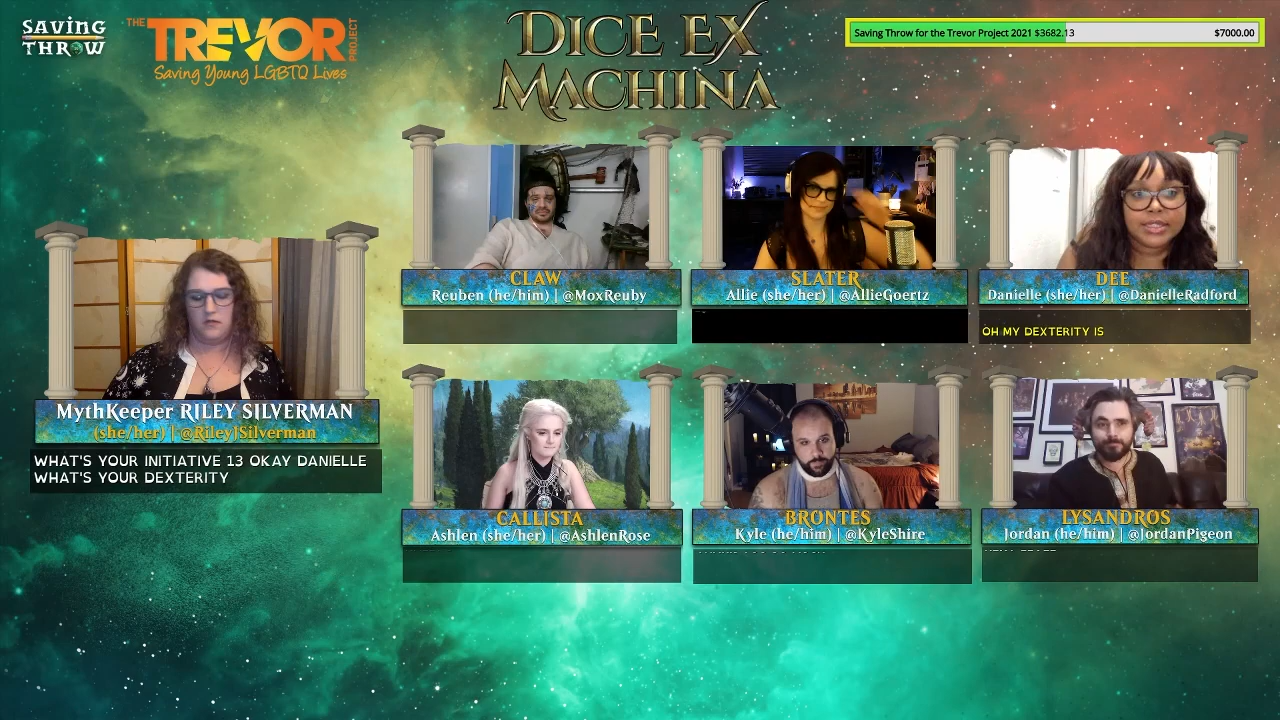 SAVING
THROW
THE
TREVOR
PROJECT
Saving Young LGBTQ Lives
DICE EX
MACHINA
Saving Throw for the Trevor Project 2021 $3682.13
$7000.00
CLAW
Reuben (he/him) | @MoxReuby
SLATER
Allie (she/her) | @AllieGoertz
DEE
Danielle (she/her) | @DanielleRadford
OH MY DEXTERITY IS
MythKeeper RILEY SILVERMAN
(she/her) | @RileyJSilverman
WHAT'S YOUR INITIATIVE 13 OKAY DANIELLE
WHAT'S YOUR DEXTERITY
CALLISTA
Ashlen (she/her) | @AshlenRose
BRONTES
Kyle (he/him) | @KyleShire
LYSANDROS
Jordan (he/him) | @JordanPigeon